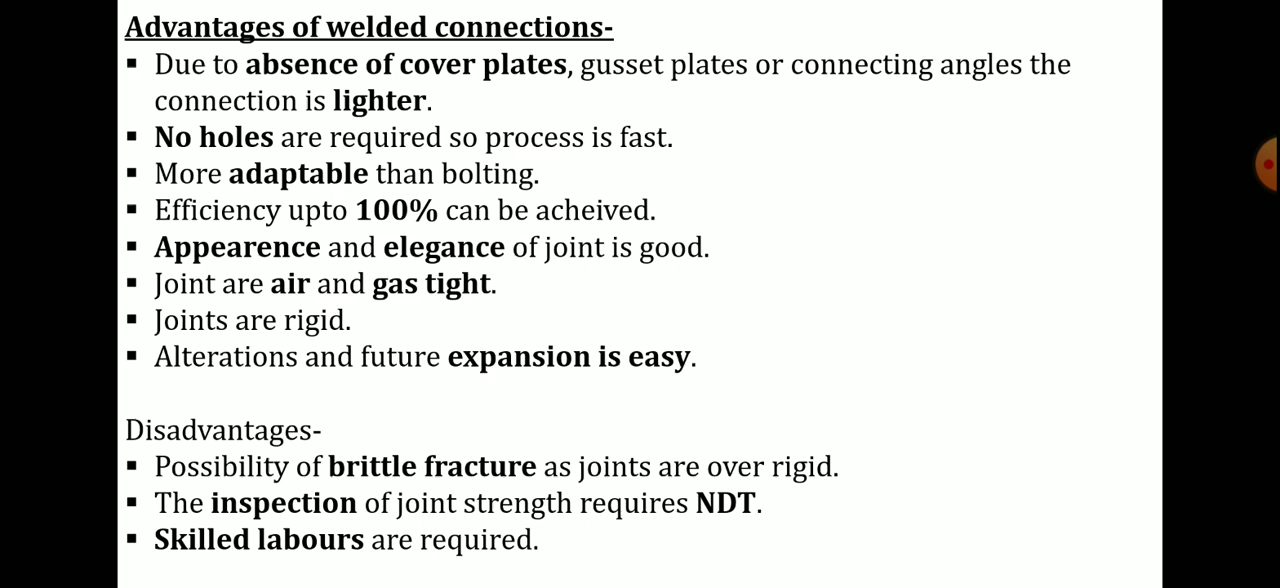 Advantages of welded connections-
▪ Due to absence of cover plates, gusset plates or connecting angles the
connection is lighter.
▪ No holes are required so process is fast.
▪ More adaptable than bolting.
▪ Efficiency upto 100% can be acheived.
▪ Appearence and elegance of joint is good.
▪ Joint are air and gas tight.
▪ Joints are rigid.
▪ Alterations and future expansion is easy.
Disadvantages-
▪ Possibility of brittle fracture as joints are over rigid.
▪ The inspection of joint strength requires NDT.
▪ Skilled labours are required.